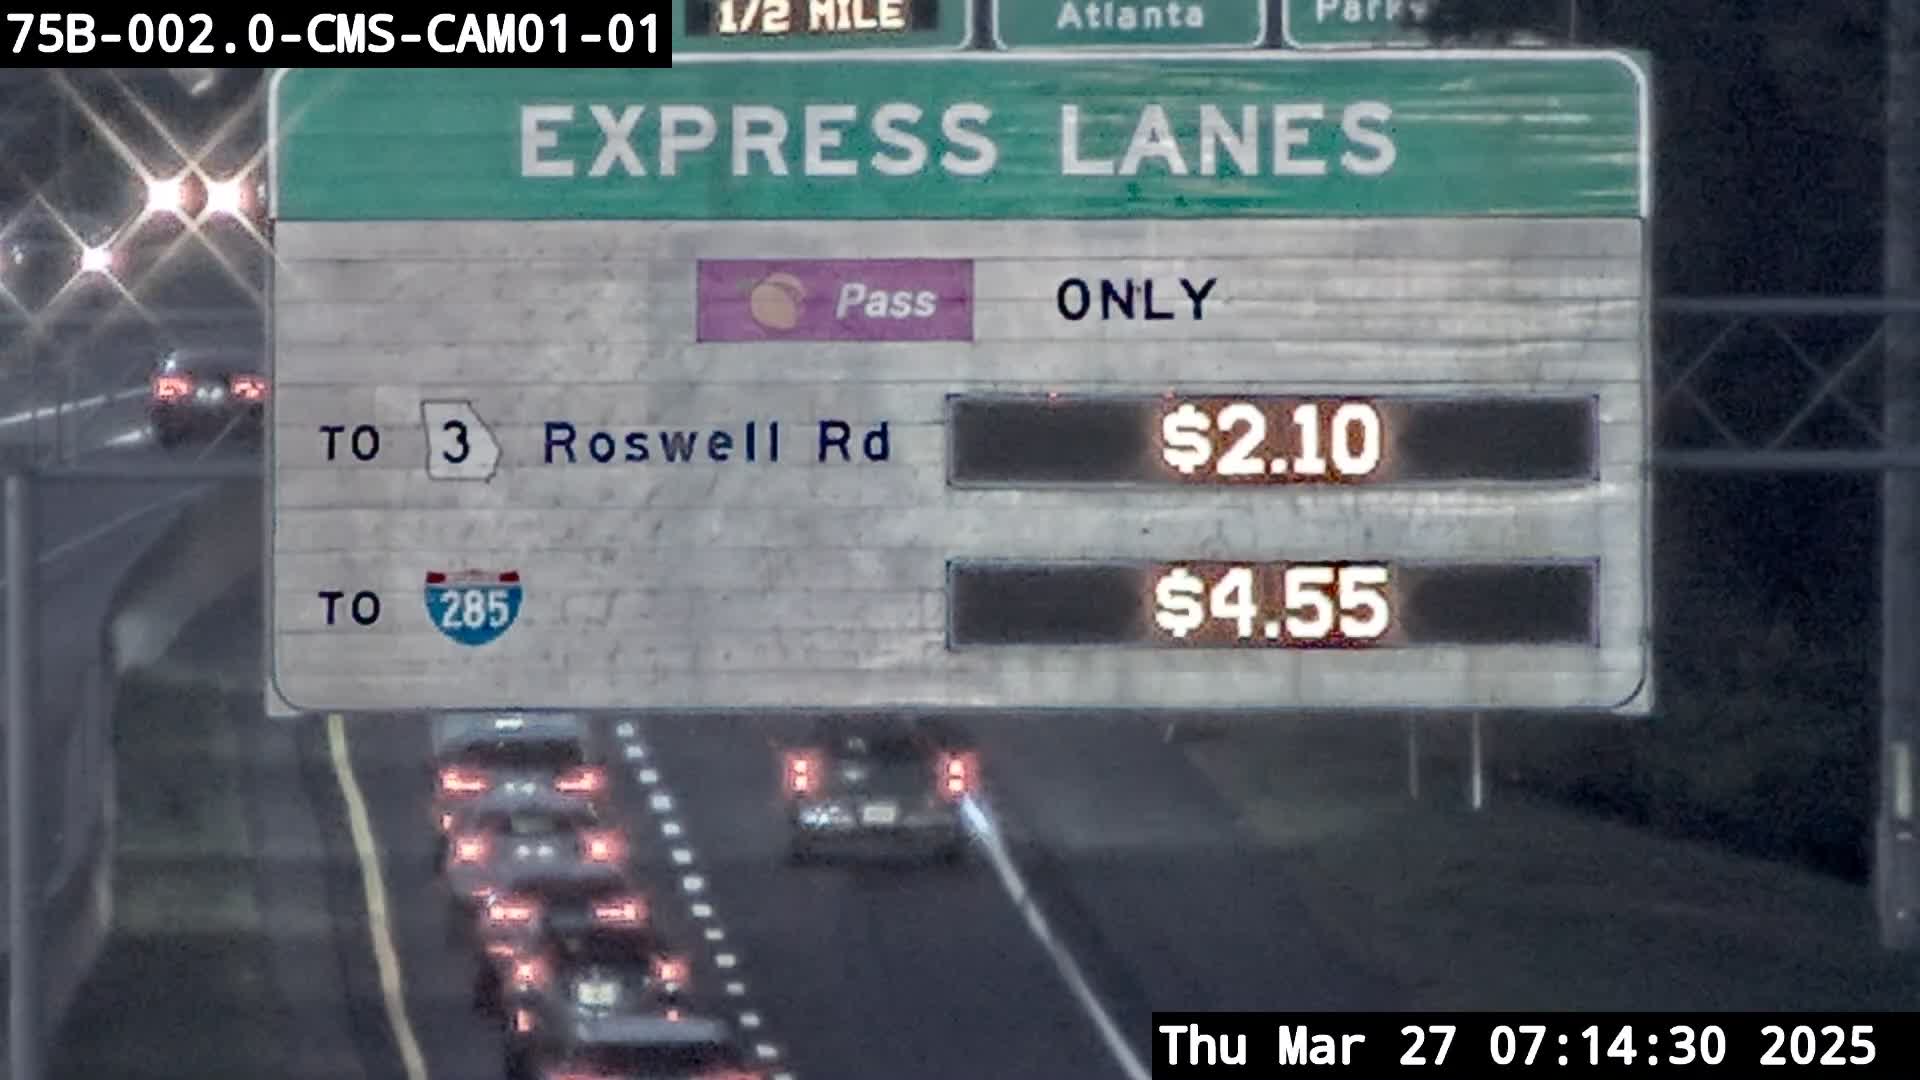 75B-002.0-CMS-CAM01-01
1/2 MILE
Atlanta
EXPRESS LANES
Pass ONLY
TO 3 Roswell Rd $2.10
TO 285 $4.55
Thu Mar 27 07:14:30 2025